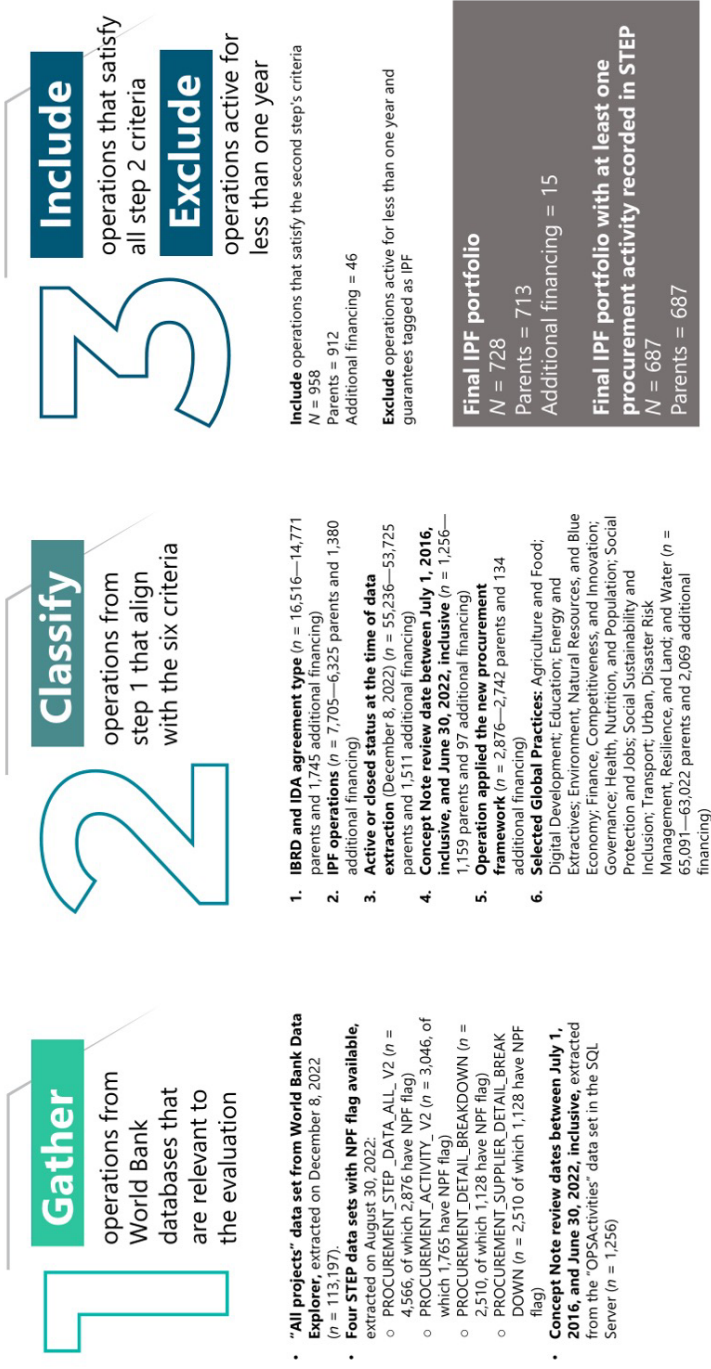 1
Gather
operations from
World Bank
databases that
are relevant to
the evaluation
• "All projects" data set from World Bank Data
Explorer, extracted on December 8, 2022
(n = 113,197).
• Four STEP data sets with NPF flag available,
extracted on August 30, 2022:
○ PROCUREMENT_STEP _DATA_ALL_ V2 (n =
4,566, of which 2,876 have NPF flag)
○ PROCUREMENT_ACTIVITY_ V2 (n = 3,046, of
which 1,765 have NPF flag)
○ PROCUREMENT_DETAIL_BREAKDOWN (n =
2,510, of which 1,128 have NPF flag)
○ PROCUREMENT_SUPPLIER_DETAIL_BREAK
DOWN (n = 2,510 of which 1,128 have NPF
flag)
• Concept Note review dates between July 1,
2016, and June 30, 2022, inclusive, extracted
from the "OPSActivities" data set in the SQL
Server (n = 1,256)
2
Classify
operations from
step 1 that align
with the six criteria
1. IBRD and IDA agreement type (n = 16,516—14,771
parents and 1,745 additional financing)
2. IPF operations (n = 7,705—6,325 parents and 1,380
additional financing)
3. Active or closed status at the time of data
extraction (December 8, 2022) (n = 55,236—53,725
parents and 1,511 additional financing)
4. Concept Note review date between July 1, 2016,
inclusive, and June 30, 2022, inclusive (n = 1,256—
1,159 parents and 97 additional financing)
5. Operation applied the new procurement
framework (n = 2,876—2,742 parents and 134
additional financing)
6. Selected Global Practices: Agriculture and Food;
Digital Development; Education; Energy and
Extractives; Environment, Natural Resources, and Blue
Economy; Finance, Competitiveness, and Innovation;
Governance; Health, Nutrition, and Population; Social
Protection and Jobs; Social Sustainability and
Inclusion; Transport; Urban, Disaster Risk
Management, Resilience, and Land; and Water (n =
65,091—63,022 parents and 2,069 additional
financing)
3
Include
operations that satisfy
all step 2 criteria
Exclude
operations active for
less than one year
Include operations that satisfy the second step's criteria
N = 958
Parents = 912
Additional financing = 46
Exclude operations active for less than one year and
guarantees tagged as IPF
Final IPF portfolio
N = 728
Parents = 713
Additional financing = 15
Final IPF portfolio with at least one
procurement activity recorded in STEP
N = 687
Parents = 687